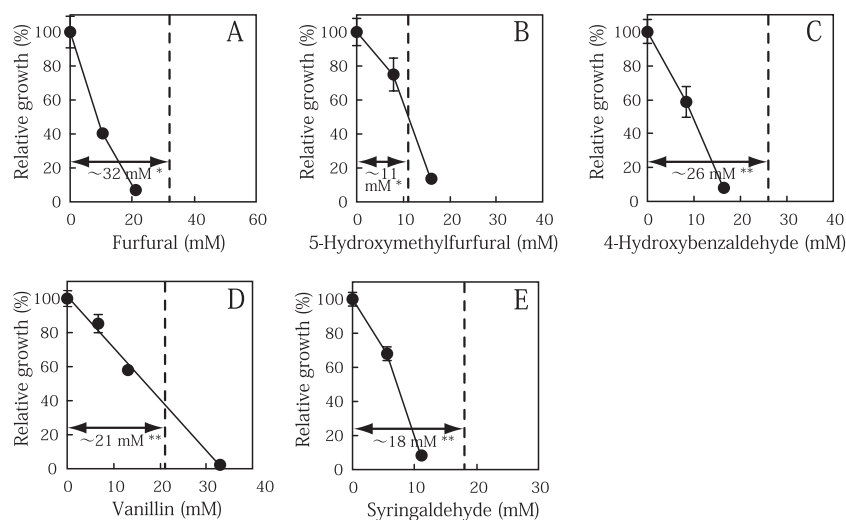 A
Relative growth (%)
100
80
60
40
20
0
~32 mM *
0 20 40 60
Furfural (mM)
B
Relative growth (%)
100
80
60
40
20
0
~11
mM *
0 10 20 30 40
5-Hydroxymethylfurfural (mM)
C
Relative growth (%)
100
80
60
40
20
0
~26 mM **
0 10 20 30 40
4-Hydroxybenzaldehyde (mM)
D
Relative growth (%)
100
80
60
40
20
0
~21 mM **
0 10 20 30 40
Vanillin (mM)
E
Relative growth (%)
100
80
60
40
20
0
~18 mM **
0 10 20 30
Syringaldehyde (mM)